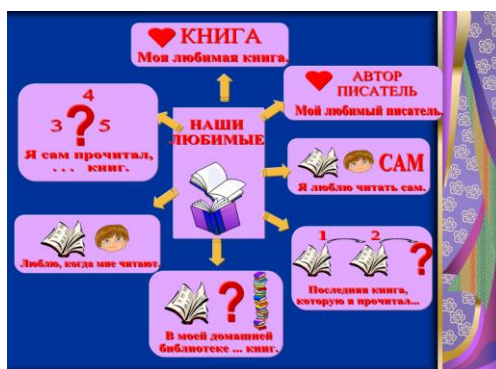 КНИГА
Моя любимая книга.
АВТОР
ПИСАТЕЛЬ
Мой любимый писатель.
4
3 ? 5
Я сам прочитал,
. . . книг.
НАШИ
ЛЮБИМЫЕ
САМ
Я люблю читать сам.
Люблю, когда мне читают.
1 2
?
Последняя книга,
которую я прочитал...
?
В моей домашней
библиотеке ... книг.